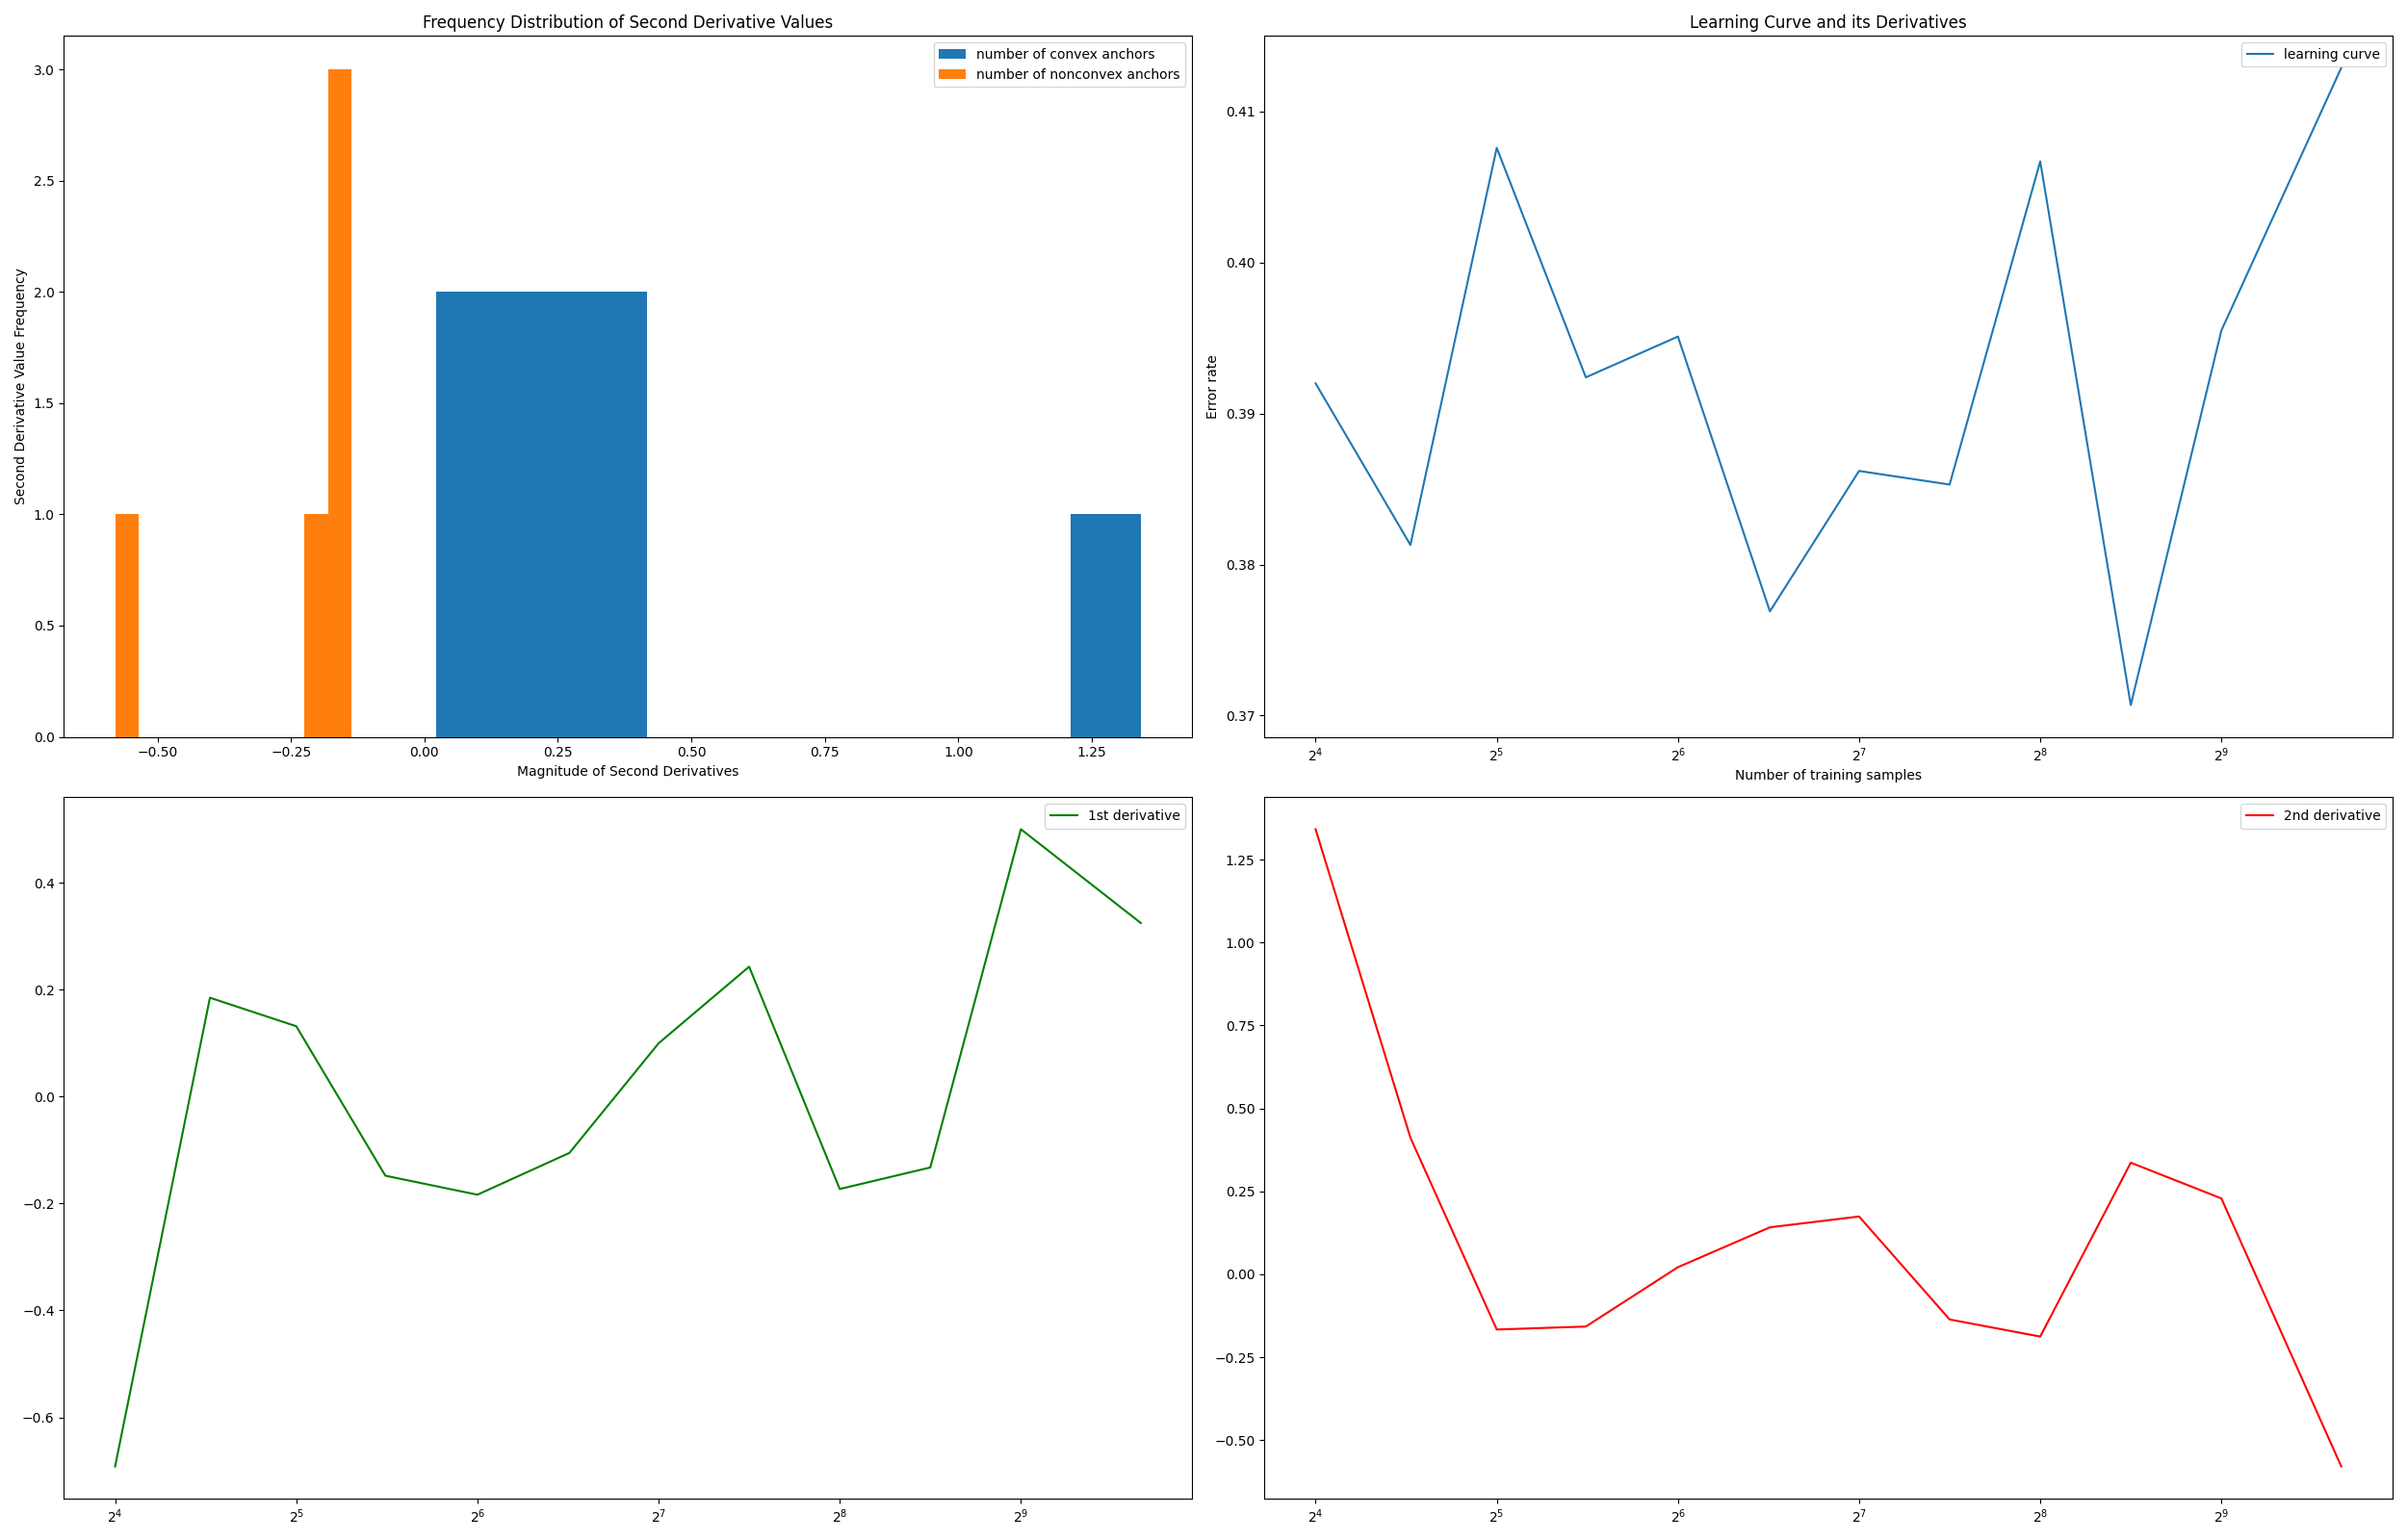 Frequency Distribution of Second Derivative Values
number of convex anchors
number of nonconvex anchors
Second Derivative Value Frequency
3.0
2.5
2.0
1.5
1.0
0.5
0.0
−0.50 −0.25 0.00 0.25 0.50 0.75 1.00 1.25
Magnitude of Second Derivatives
Learning Curve and its Derivatives
learning curve
Error rate
0.41
0.40
0.39
0.38
0.37
2⁴ 2⁵ 2⁶ 2⁷ 2⁸ 2⁹
Number of training samples
1st derivative
0.4
0.2
0.0
−0.2
−0.4
−0.6
2⁴ 2⁵ 2⁶ 2⁷ 2⁸ 2⁹
2nd derivative
1.25
1.00
0.75
0.50
0.25
0.00
−0.25
−0.50
2⁴ 2⁵ 2⁶ 2⁷ 2⁸ 2⁹